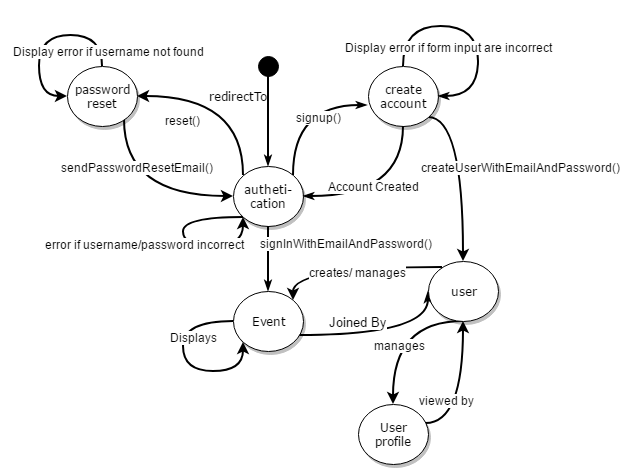 Display error if username not found
Display error if form input are incorrect
password
reset
create
account
redirectTo
reset()
signup()
sendPasswordResetEmail()
createUserWithEmailAndPassword()
autheti-
cation
Account Created
error if username/password incorrect
signInWithEmailAndPassword()
creates/ manages
user
Event
Joined By
Displays
manages
viewed by
User
profile